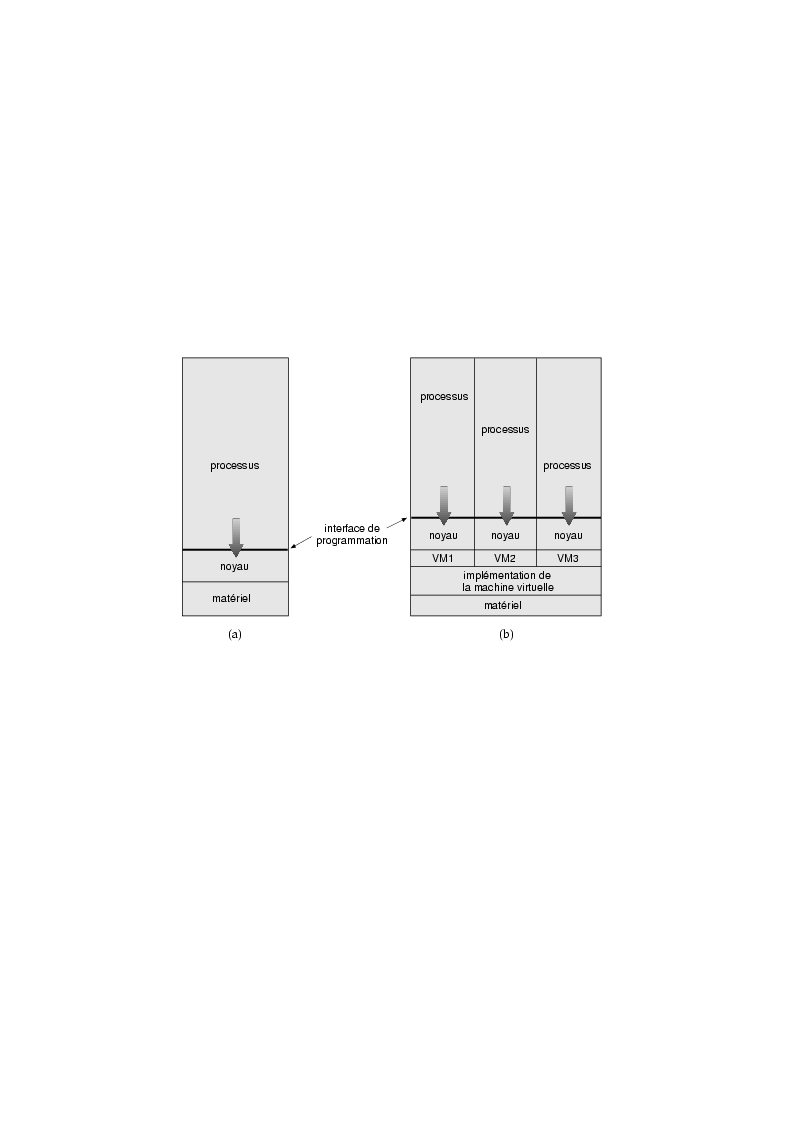 processus
noyau
matériel
(a)
interface de
programmation
processus
processus
processus
noyau
noyau
noyau
VM1
VM2
VM3
implémentation de
la machine virtuelle
matériel
(b)